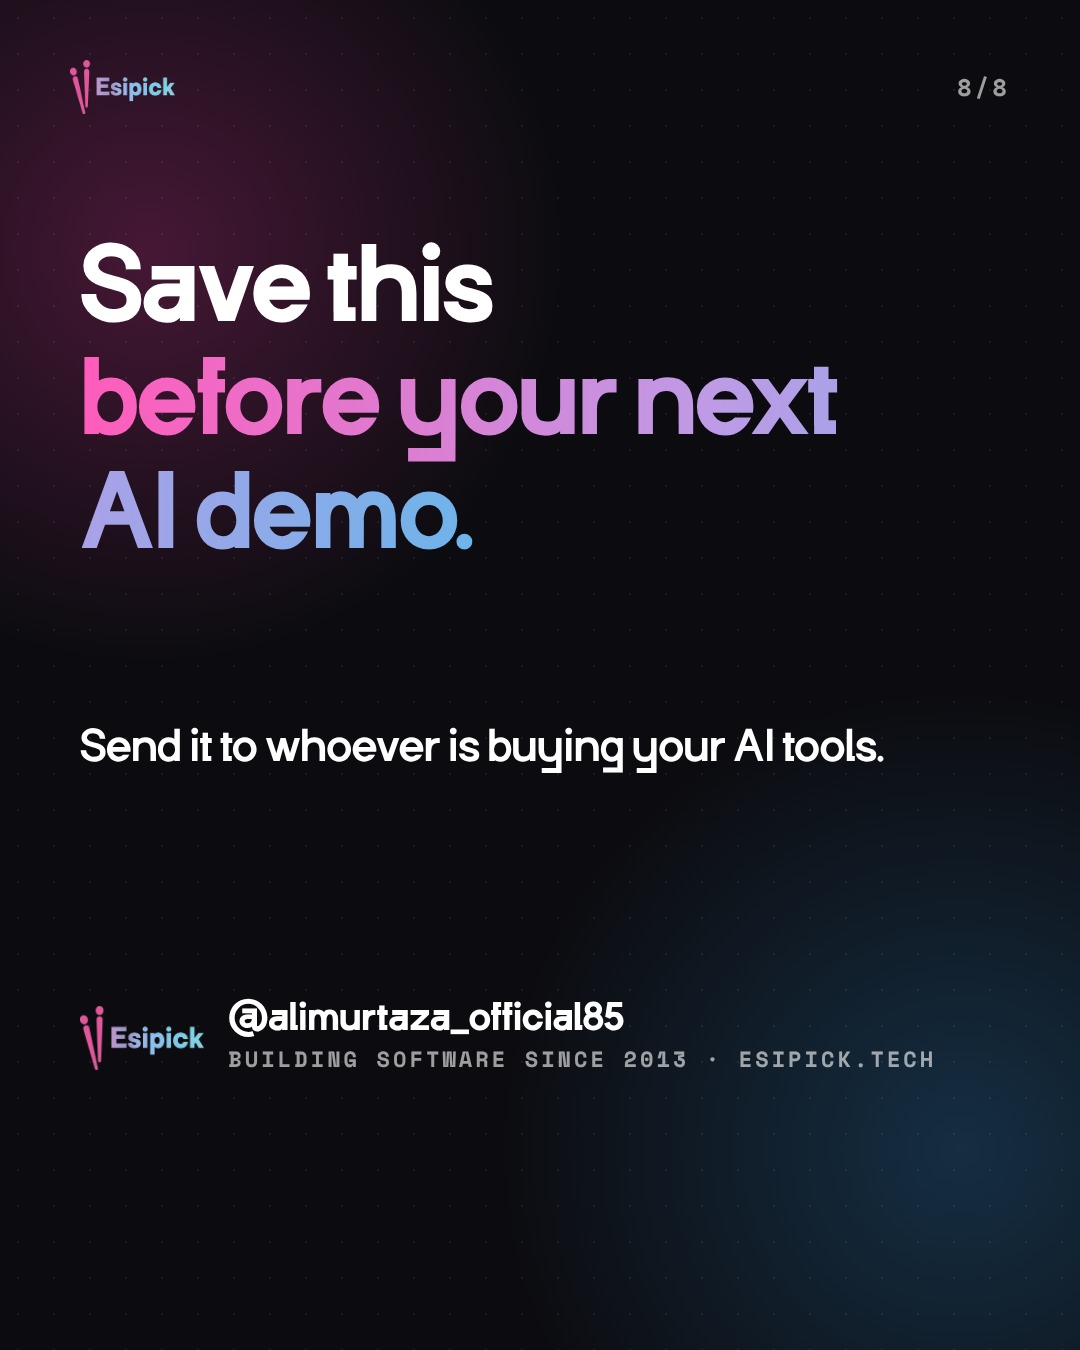 Esipick
8/8
Save this
before your next
AI demo.
Send it to whoever is buying your AI tools.
Esipick
@alimurtaza_official85
BUILDING SOFTWARE SINCE 2013 · ESIPICK.TECH